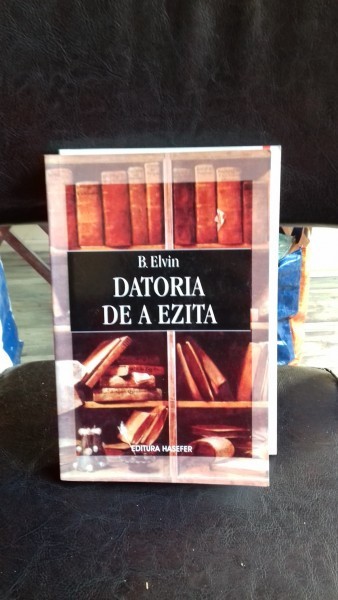 B. Elvin
DATORIA
DE A EZITA
EDITURA HASEFER